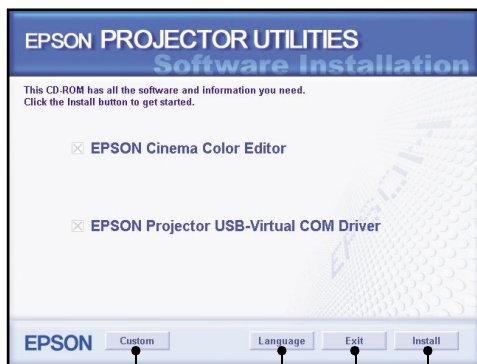 EPSON PROJECTOR UTILITIES
Software Installation
This CD-ROM has all the software and information you need.
Click the Install button to get started.
EPSON Cinema Color Editor
EPSON Projector USB-Virtual COM Driver
EPSON
EPSON Custom Language Exit Install